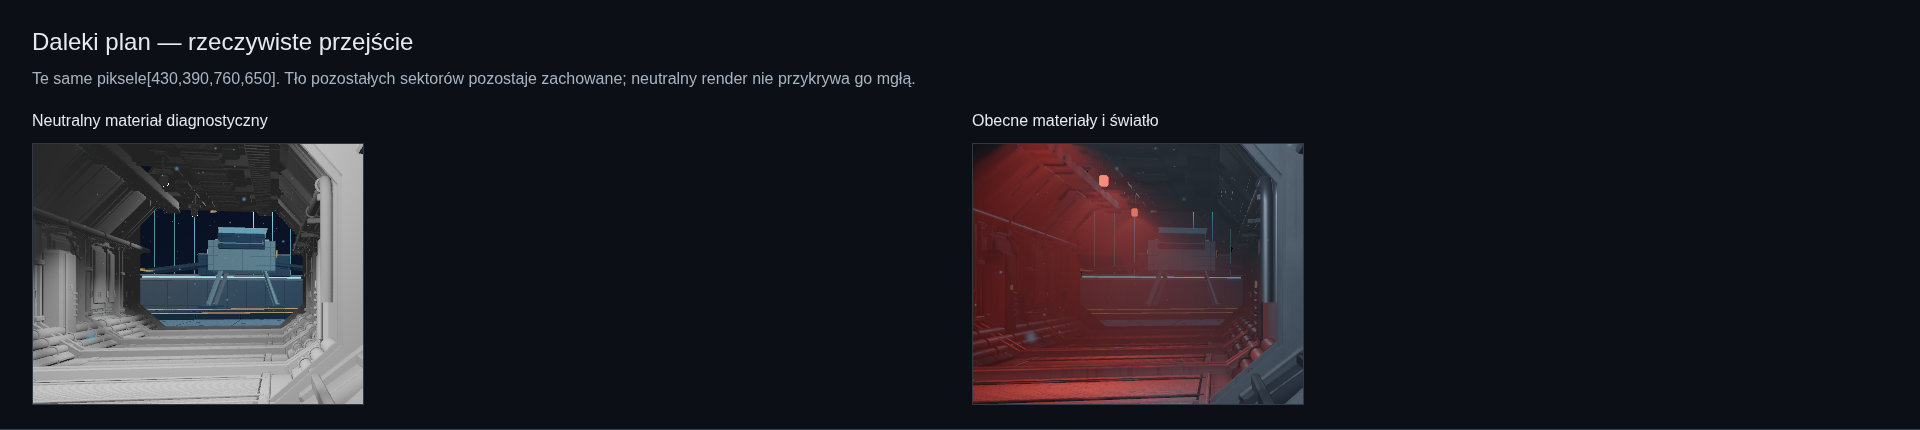 Daleki plan — rzeczywiste przejście
Te same piksele[430,390,760,650]. Tło pozostałych sektorów pozostaje zachowane; neutralny render nie przykrywa go mgłą.
Neutralny materiał diagnostyczny
Obecne materiały i światło